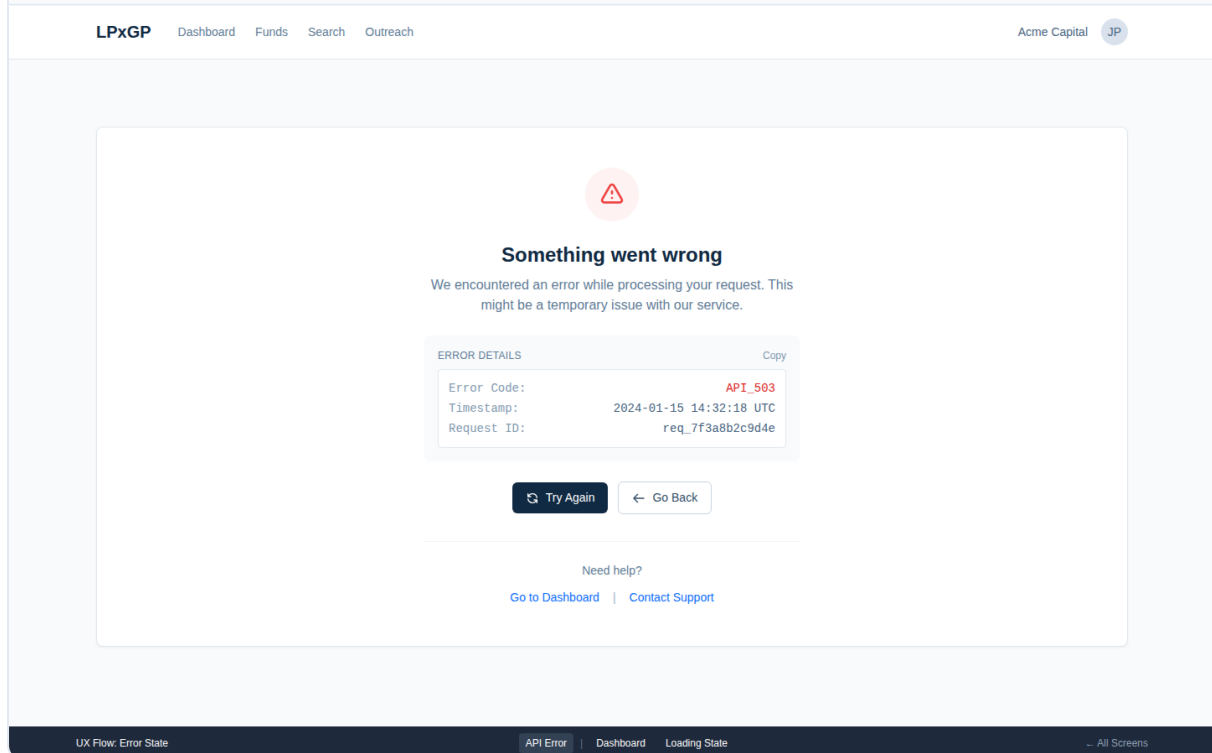 LPxGP Dashboard Funds Search Outreach Acme Capital JP
Something went wrong
We encountered an error while processing your request. This
might be a temporary issue with our service.
ERROR DETAILS Copy
Error Code: API_503
Timestamp: 2024-01-15 14:32:18 UTC
Request ID: req_7f3a8b2c9d4e
Try Again ← Go Back
Need help?
Go to Dashboard | Contact Support
UX Flow: Error State API Error | Dashboard Loading State ← All Screens